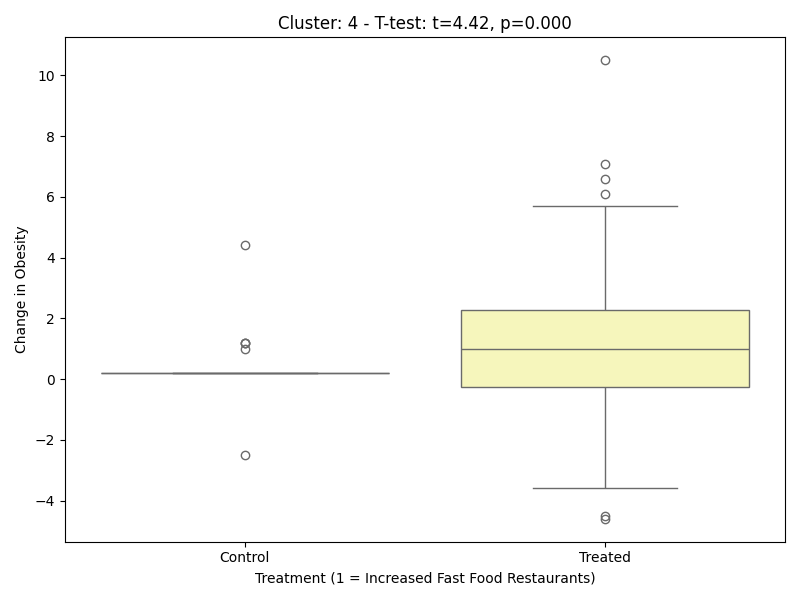 Cluster: 4 - T-test: t=4.42, p=0.000
10
8
6
4
2
0
−2
−4
Change in Obesity
Control
Treated
Treatment (1 = Increased Fast Food Restaurants)